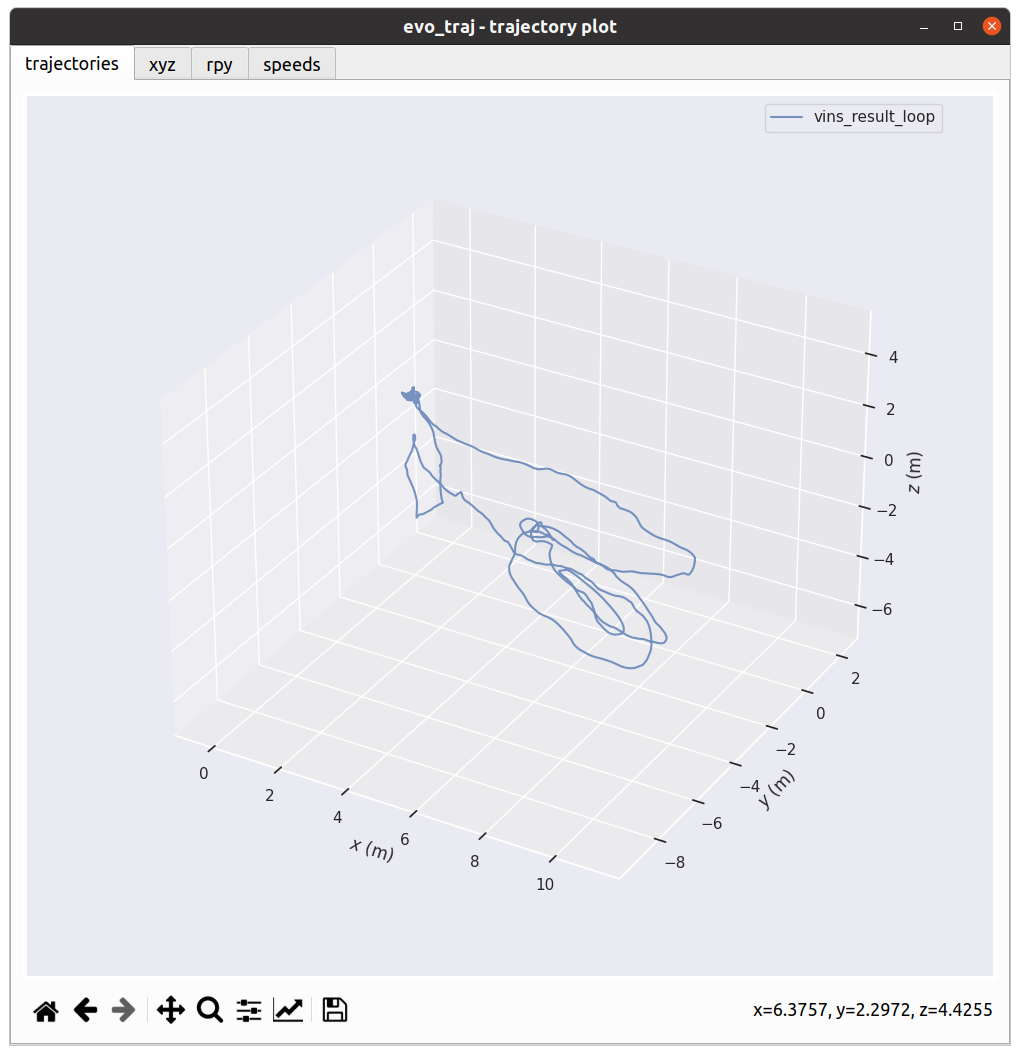 evo_traj - trajectory plot
trajectories xyz rpy speeds
vins_result_loop
4
2
0
−2
−4
−6
z (m)
2
0
−2
−4
−6
−8
y (m)
0
2
4
6
8
10
x (m)
x=6.3757, y=2.2972, z=4.4255